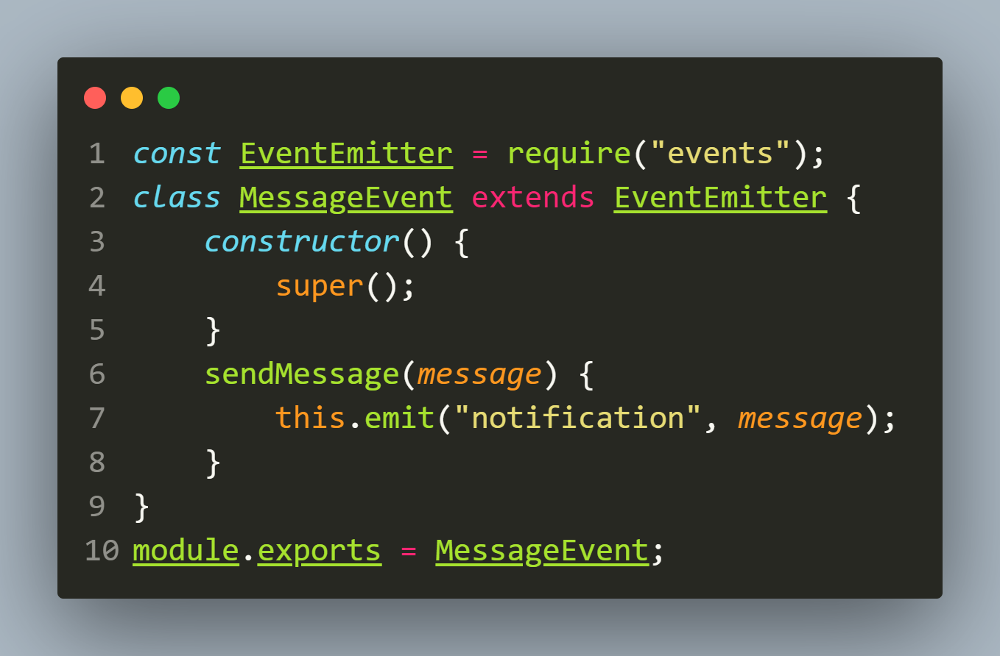 1 const EventEmitter = require("events");
2 class MessageEvent extends EventEmitter {
3     constructor() {
4         super();
5     }
6     sendMessage(message) {
7         this.emit("notification", message);
8     }
9 }
10 module.exports = MessageEvent;